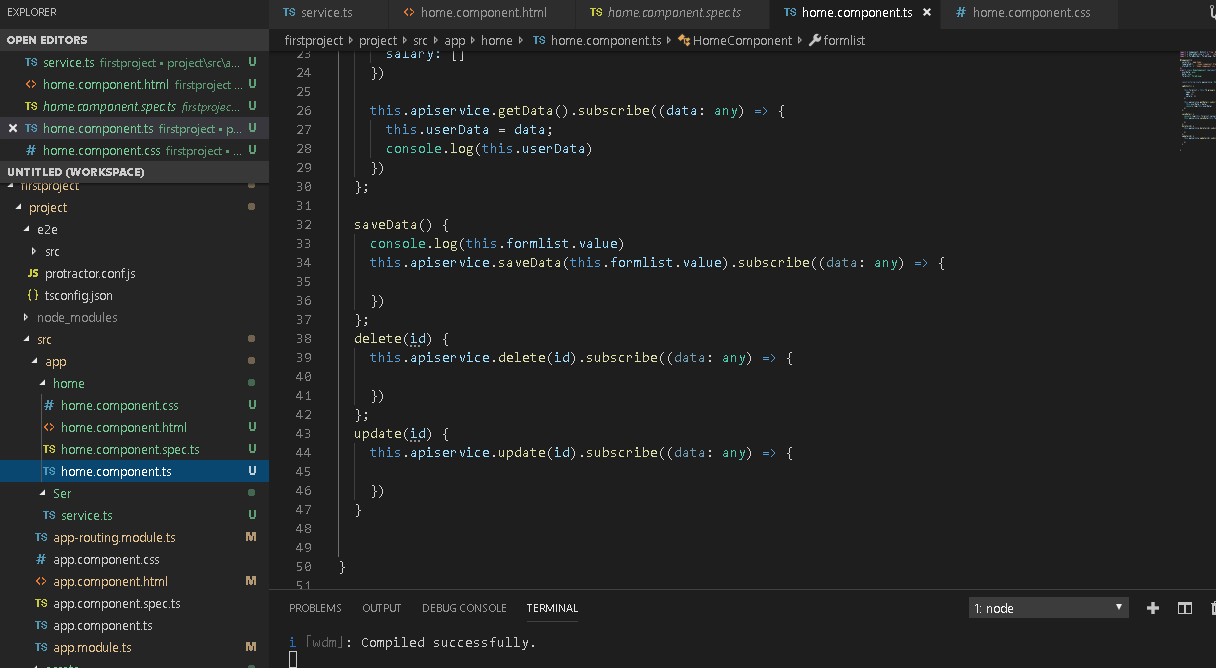 EXPLORER
OPEN EDITORS
TS service.ts firstproject • project\src\a... U
<> home.component.html firstproject ... U
TS home.component.spec.ts firstprojec... U
× TS home.component.ts firstproject • p... U
# home.component.css firstproject • ... U
UNTITLED (WORKSPACE)
firstproject
project
e2e
src
JS protractor.conf.js
{} tsconfig.json
node_modules
src
app
home
# home.component.css U
<> home.component.html U
TS home.component.spec.ts U
TS home.component.ts U
Ser
TS service.ts U
TS app-routing.module.ts M
# app.component.css
<> app.component.html M
TS app.component.spec.ts
TS app.component.ts
TS app.module.ts M
TS service.ts <> home.component.html TS home.component.spec.ts TS home.component.ts × # home.component.css
firstproject project src app home TS home.component.ts HomeComponent formlist
23 salary: []
24 })
25
26 this.apiservice.getData().subscribe((data: any) => {
27 this.userData = data;
28 console.log(this.userData)
29 })
30 };
31
32 saveData() {
33 console.log(this.formlist.value)
34 this.apiservice.saveData(this.formlist.value).subscribe((data: any) => {
35
36 })
37 };
38 delete(id) {
39 this.apiservice.delete(id).subscribe((data: any) => {
40
41 })
42 };
43 update(id) {
44 this.apiservice.update(id).subscribe((data: any) => {
45
46 })
47 }
48
49
50 }
51
PROBLEMS OUTPUT DEBUG CONSOLE TERMINAL 1: node
i ｢wdm｣: Compiled successfully.